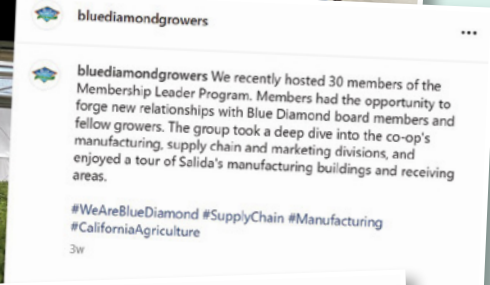 bluediamondgrowers
...
bluediamondgrowers We recently hosted 30 members of the
Membership Leader Program. Members had the opportunity to
forge new relationships with Blue Diamond board members and
fellow growers. The group took a deep dive into the co-op's
manufacturing, supply chain and marketing divisions, and
enjoyed a tour of Salida's manufacturing buildings and receiving
areas.
#WeAreBlueDiamond #SupplyChain #Manufacturing
#CaliforniaAgriculture
3w